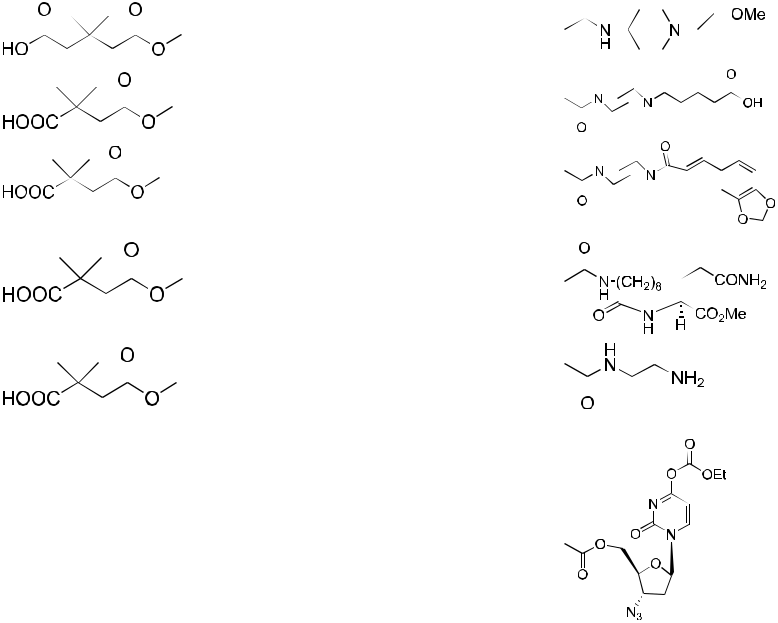 O O OMe
HO O N H N
O O
HOOC O N N OH
O
O O
HOOC O N N
O O
O
O O
HOOC O N H -(CH2)8 CONH2
O N H H CO2Me
O H N
HOOC O NH2
O
O
O OEt
N
O N
O O
O
N3